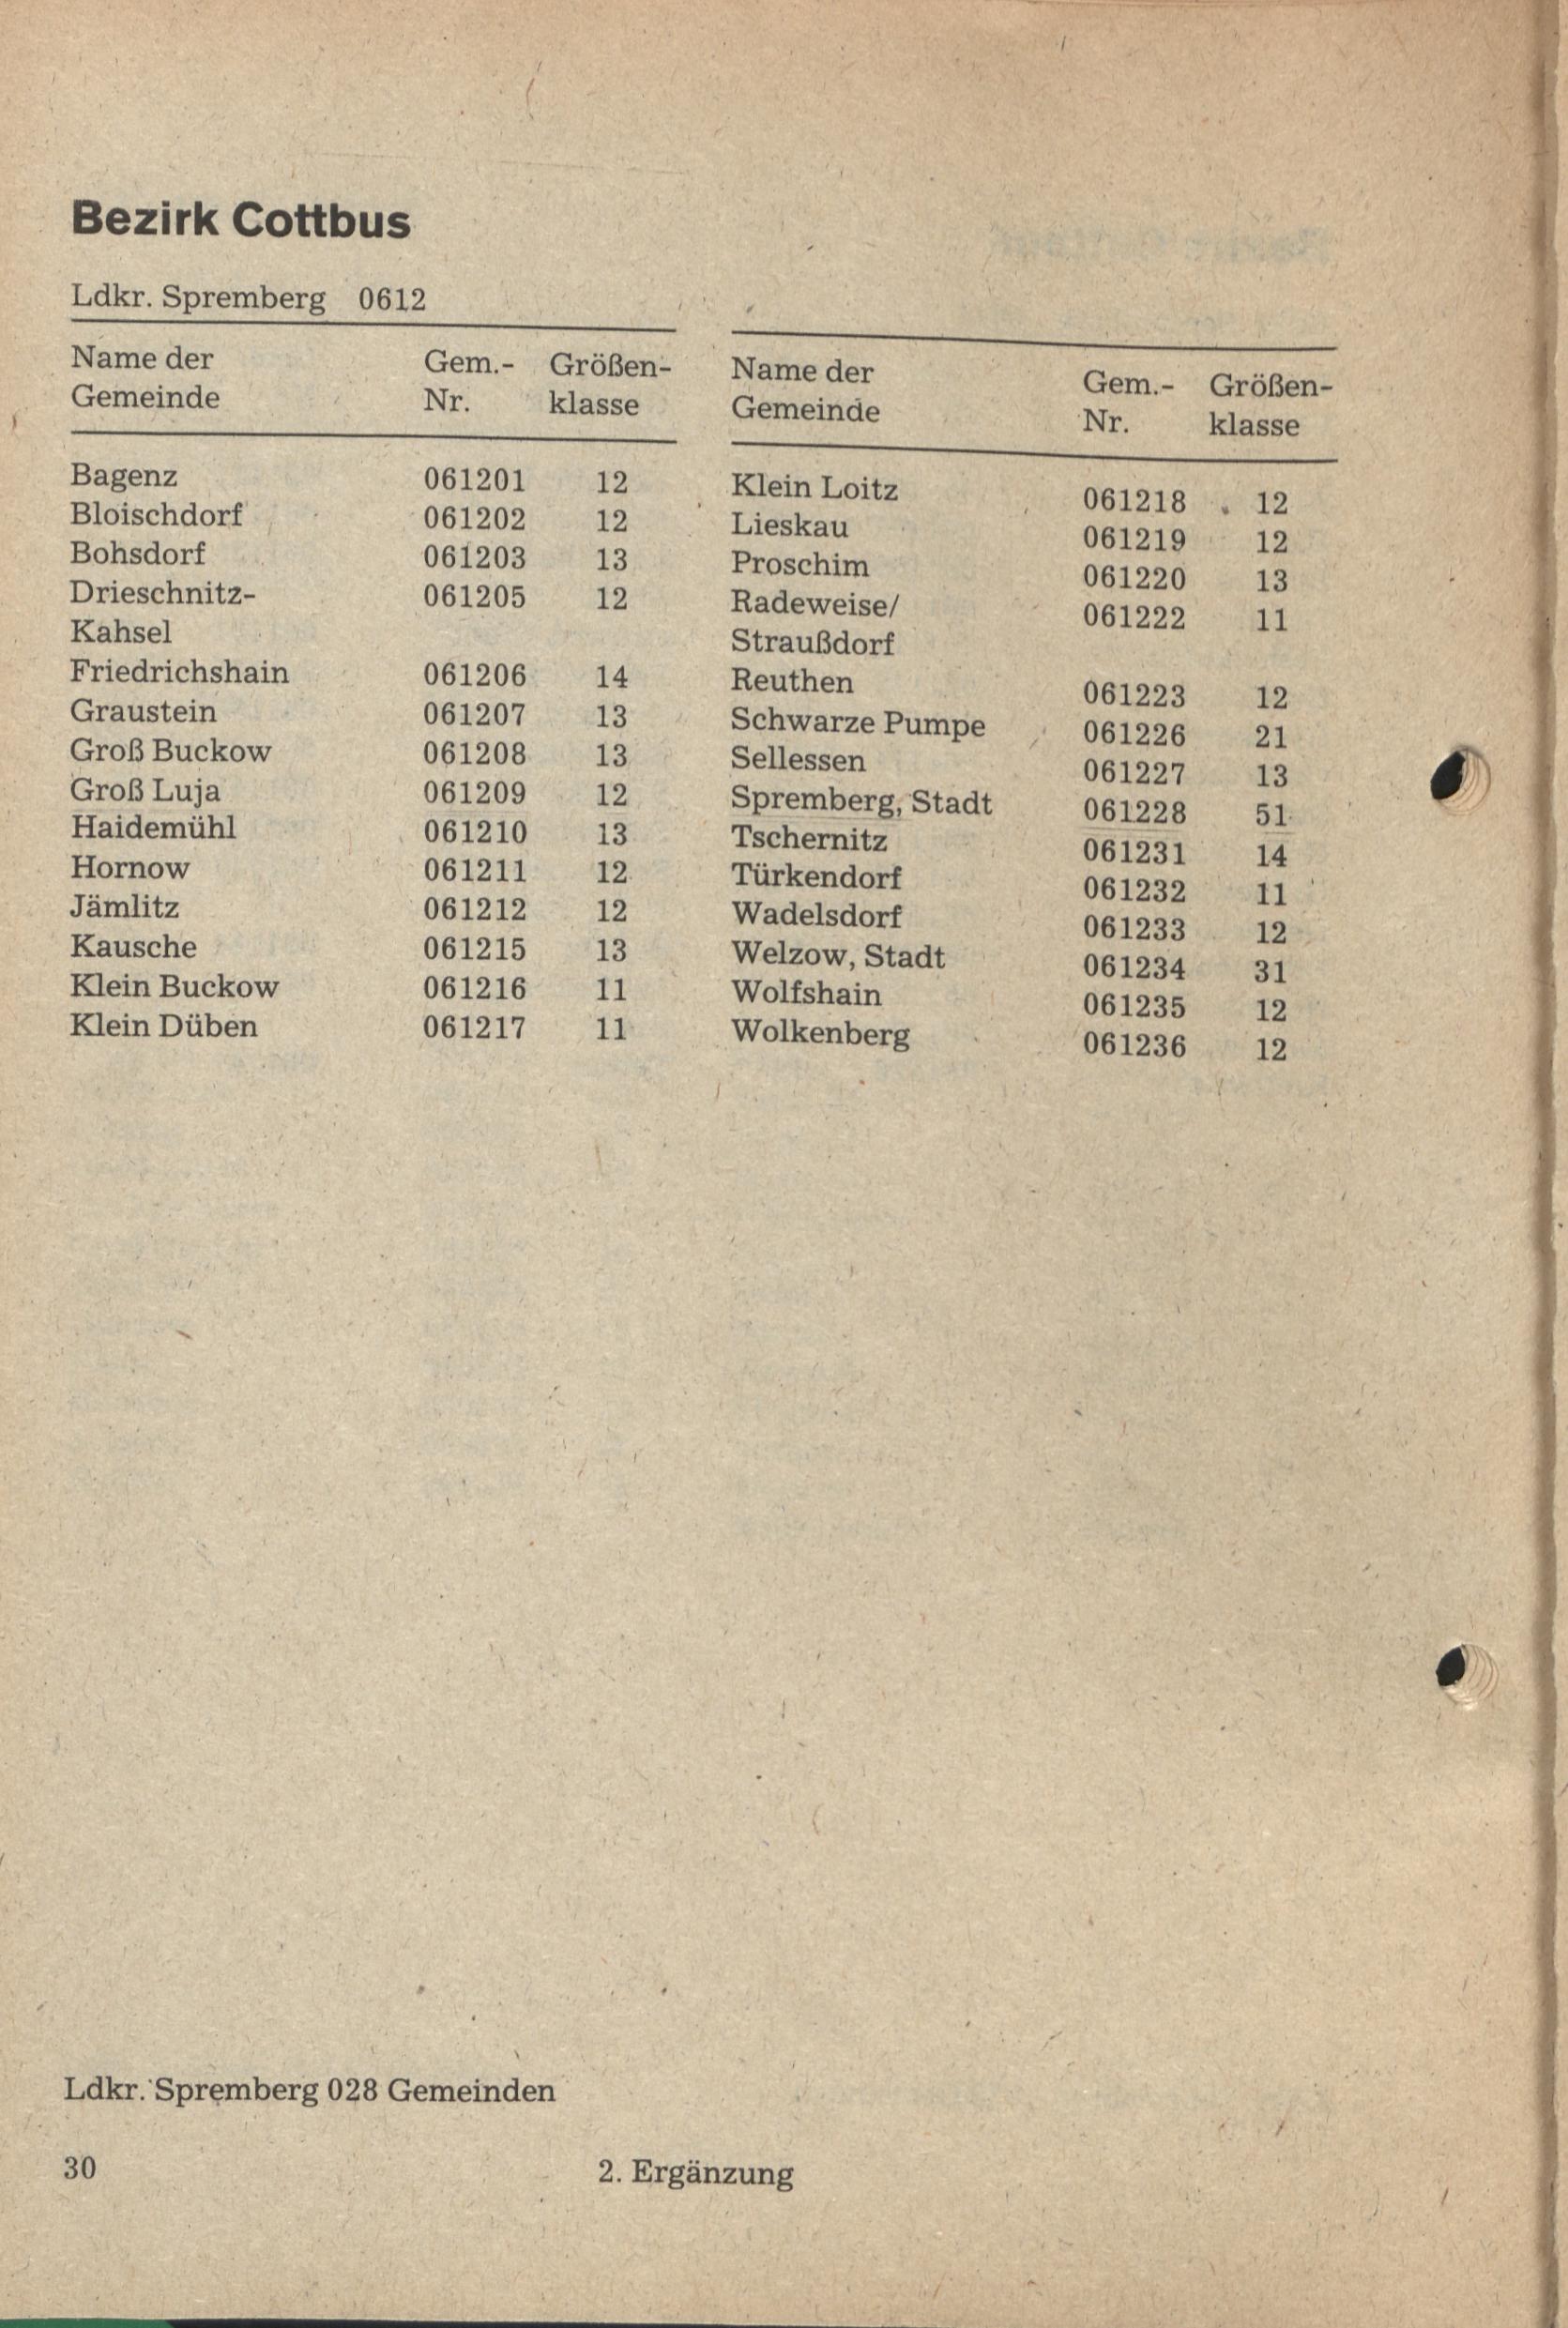 Bezirk Cottbus
Ldkr. Spremberg 0612
Name der Gem.- Größen-
Gemeinde Nr. klasse
Bagenz 061201 12
Bloischdorf 061202 12
Bohsdorf 061203 13
Drieschnitz- 061205 12
Kahsel
Friedrichshain 061206 14
Graustein 061207 13
Groß Buckow 061208 13
Groß Luja 061209 12
Haidemühl 061210 13
Hornow 061211 12
Jämlitz 061212 12
Kausche 061215 13
Klein Buckow 061216 11
Klein Düben 061217 11
Name der Gem.- Größen-
Gemeinde Nr. klasse
Klein Loitz 061218 12
Lieskau 061219 12
Proschim 061220 13
Radeweise/ 061222 11
Straußdorf
Reuthen 061223 12
Schwarze Pumpe 061226 21
Sellessen 061227 13
Spremberg, Stadt 061228 51
Tschernitz 061231 14
Türkendorf 061232 11
Wadelsdorf 061233 12
Welzow, Stadt 061234 31
Wolfshain 061235 12
Wolkenberg 061236 12
Ldkr. Spremberg 028 Gemeinden
30 2. Ergänzung